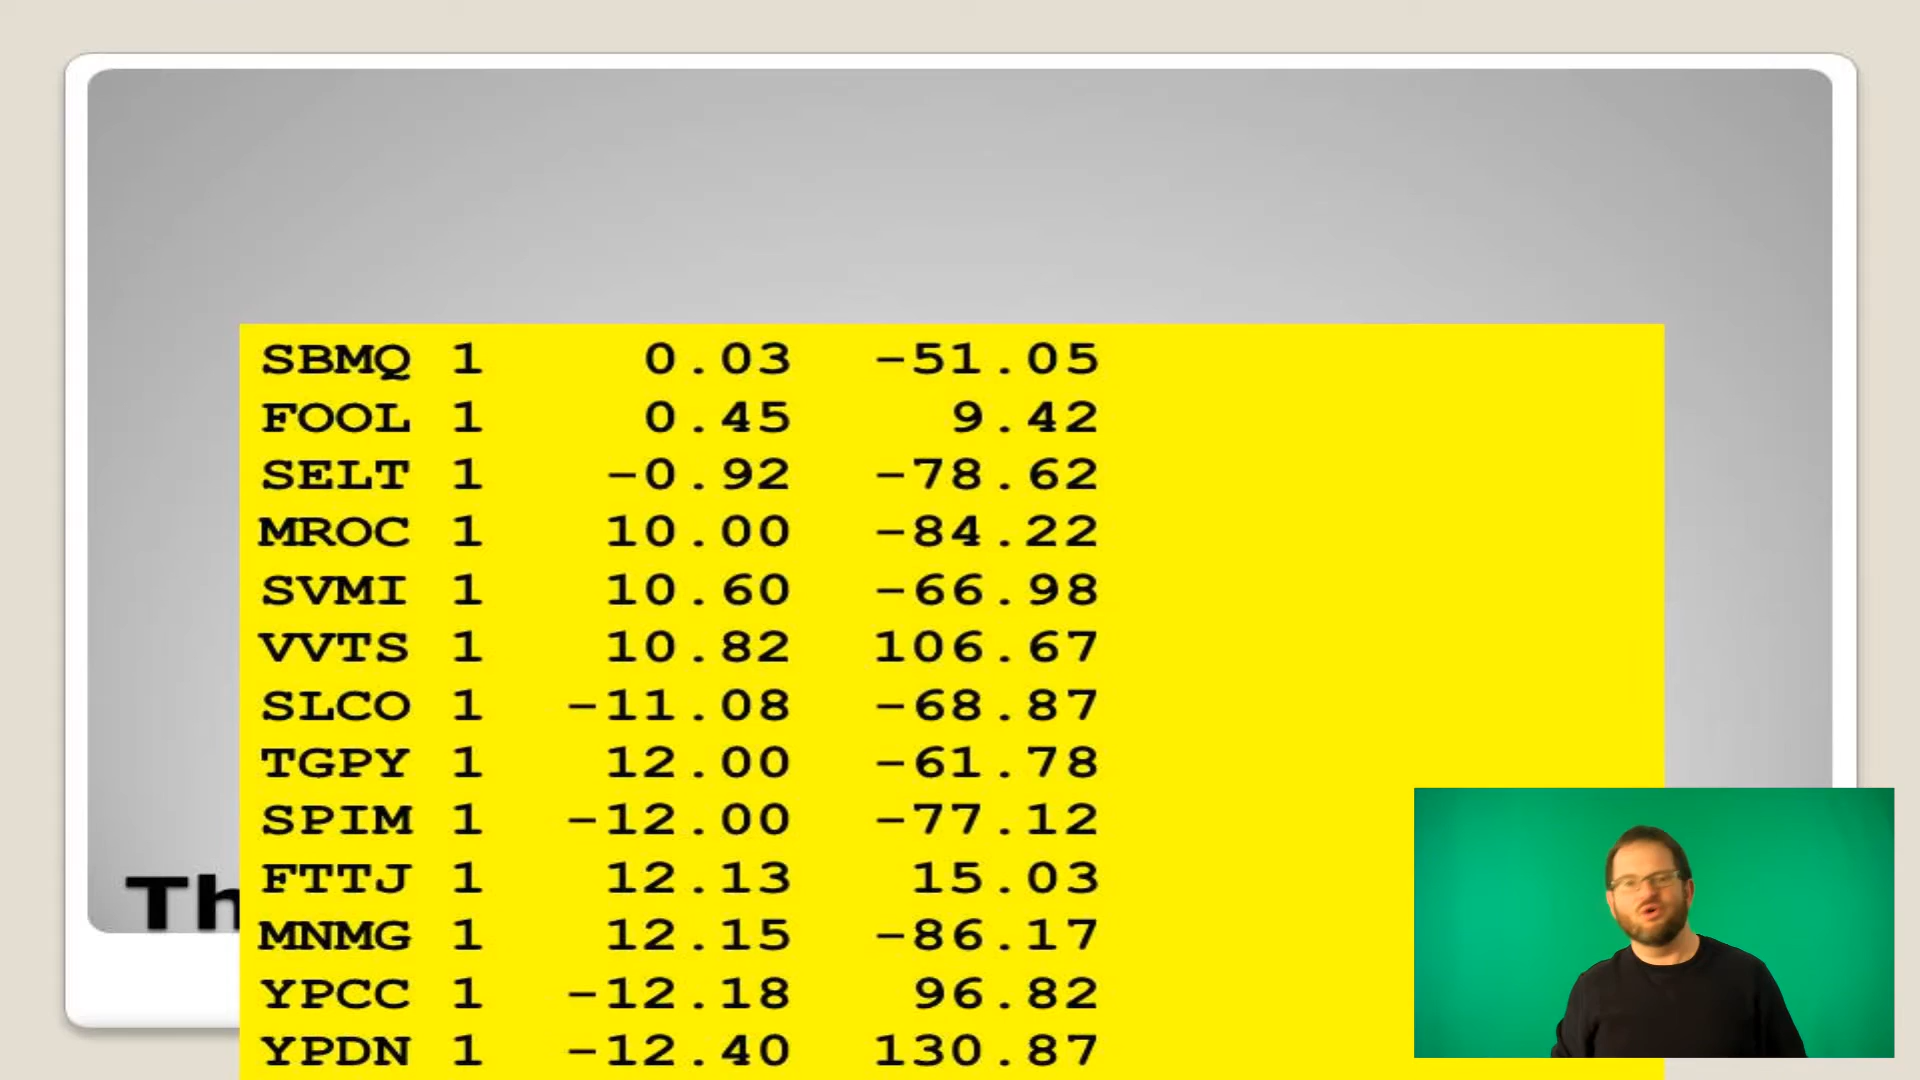 SBMQ 1 0.03 -51.05
FOOL 1 0.45 9.42
SELT 1 -0.92 -78.62
MROC 1 10.00 -84.22
SVMI 1 10.60 -66.98
VVTS 1 10.82 106.67
SLCO 1 -11.08 -68.87
TGPY 1 12.00 -61.78
SPIM 1 -12.00 -77.12
FTTJ 1 12.13 15.03
MNMG 1 12.15 -86.17
YPCC 1 -12.18 96.82
YPDN 1 -12.40 130.87